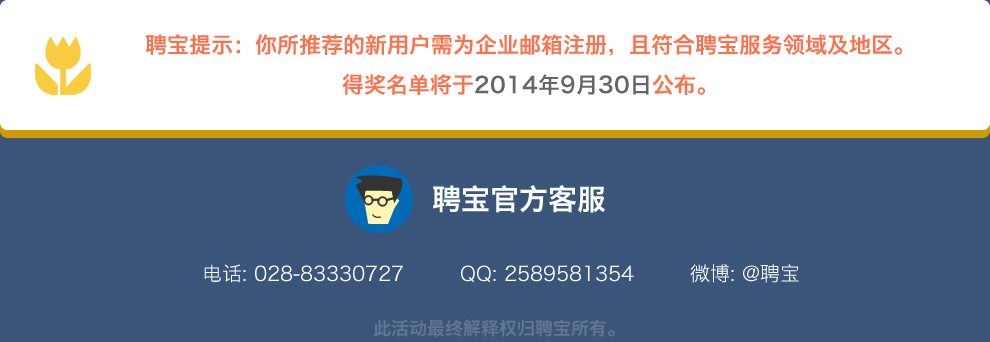 聘宝提示：你所推荐的新用户需为企业邮箱注册，且符合聘宝服务领域及地区。
得奖名单将于2014年9月30日公布。
聘宝官方客服
电话: 028-83330727 QQ: 2589581354 微博: @聘宝
此活动最终解释权归聘宝所有。